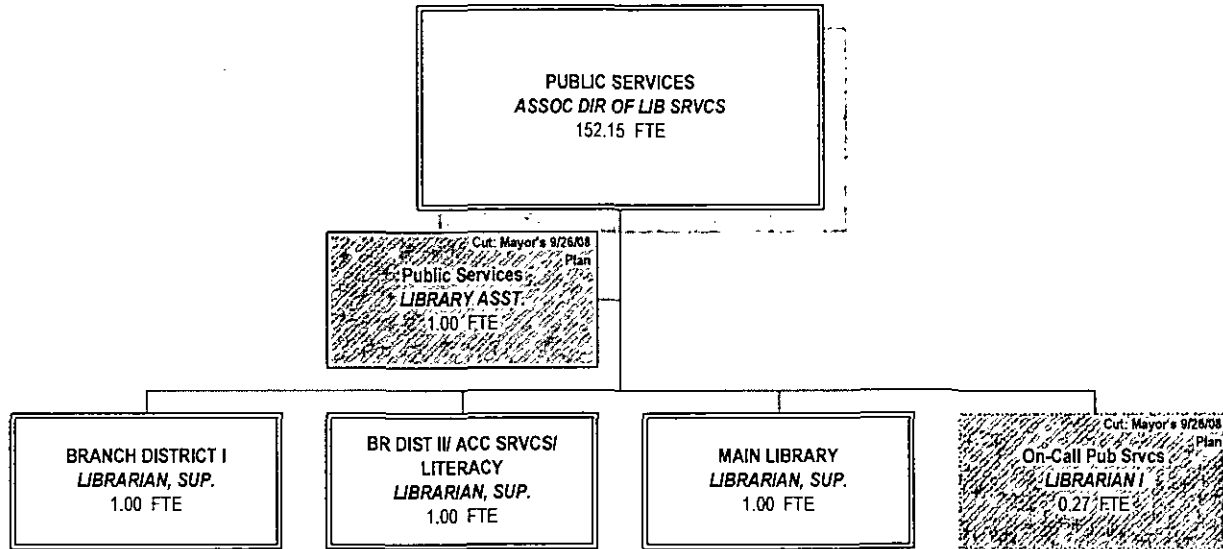 PUBLIC SERVICES
ASSOC DIR OF LIB SRVCS
152.15 FTE
Cut: Mayor's 9/26/08
Plan
Public Services
LIBRARY ASST.
1.00 FTE
BRANCH DISTRICT I
LIBRARIAN, SUP.
1.00 FTE
BR DIST II/ ACC SRVCS/
LITERACY
LIBRARIAN, SUP.
1.00 FTE
MAIN LIBRARY
LIBRARIAN, SUP.
1.00 FTE
Cut: Mayor's 9/26/08
Plan
On-Call Pub Srvcs
LIBRARIAN I
0.27 FTE